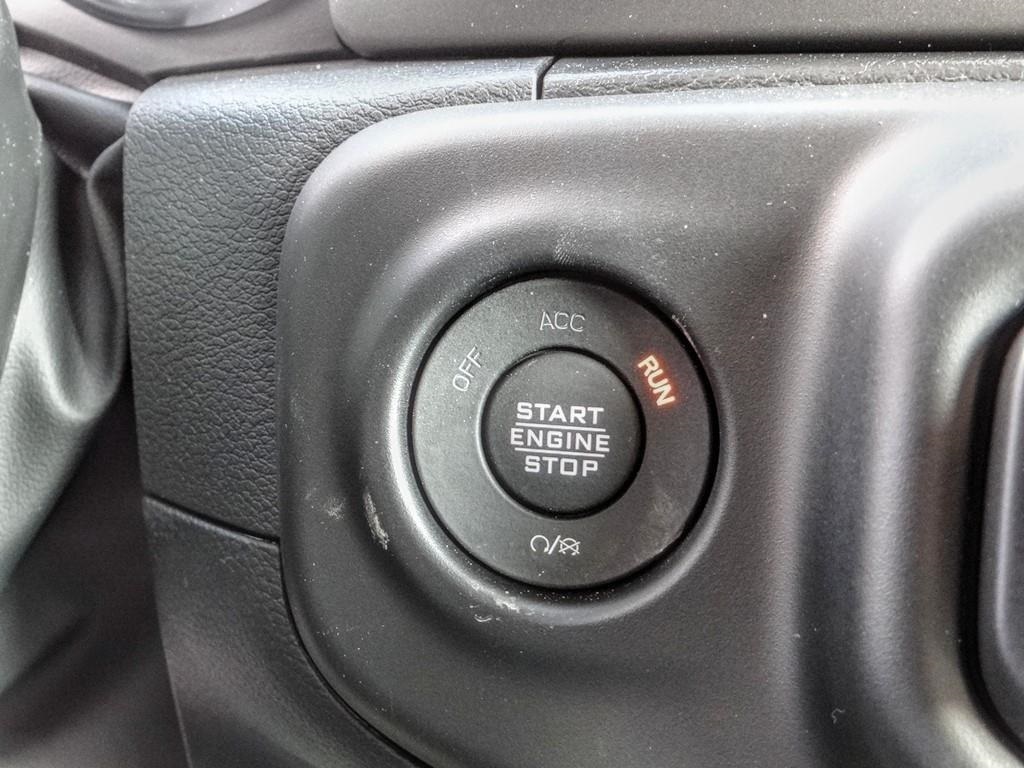 ACC
OFF
RUN
START
ENGINE
STOP